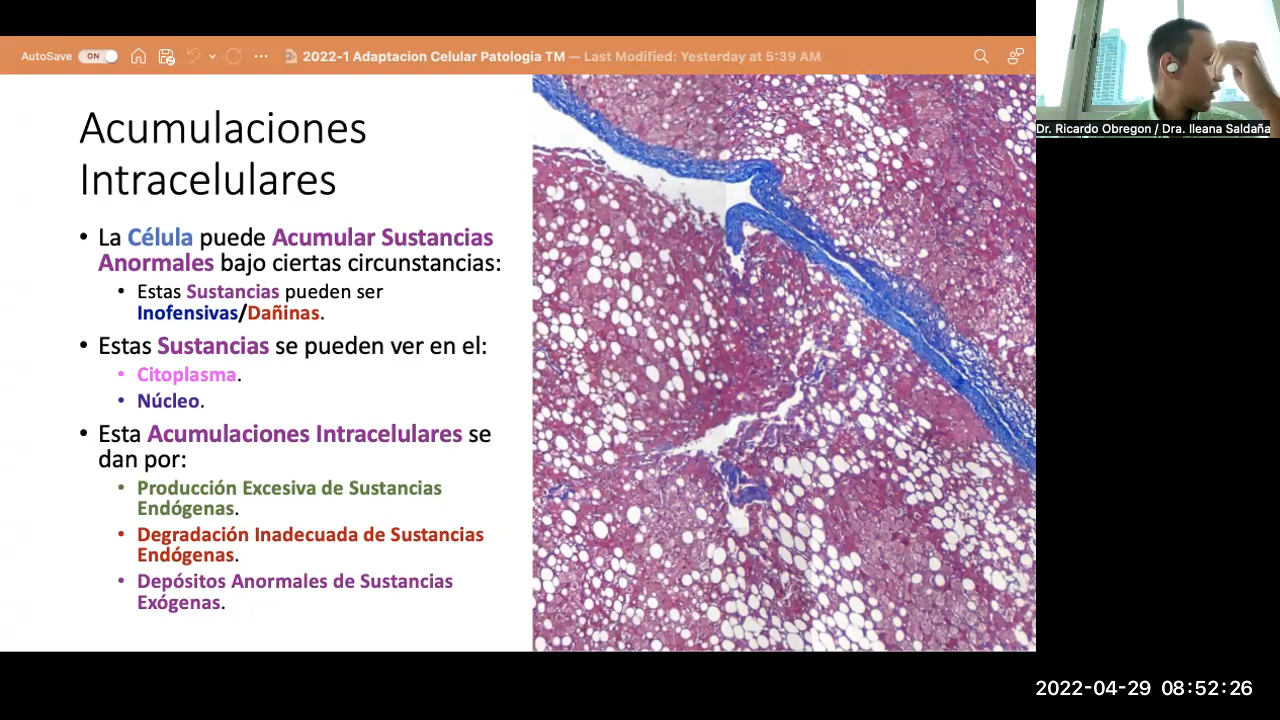 AutoSave ON ... 2022-1 Adaptacion Celular Patologia TM — Last Modified: Yesterday at 5:39 AM
Dr. Ricardo Obregon / Dra. Ileana Saldaña
Acumulaciones
Intracelulares
• La Célula puede Acumular Sustancias
Anormales bajo ciertas circunstancias:
• Estas Sustancias pueden ser
Inofensivas/Dañinas.
• Estas Sustancias se pueden ver en el:
• Citoplasma.
• Núcleo.
• Esta Acumulaciones Intracelulares se
dan por:
• Producción Excesiva de Sustancias
Endógenas.
• Degradación Inadecuada de Sustancias
Endógenas.
• Depósitos Anormales de Sustancias
Exógenas.
2022-04-29 08:52:26